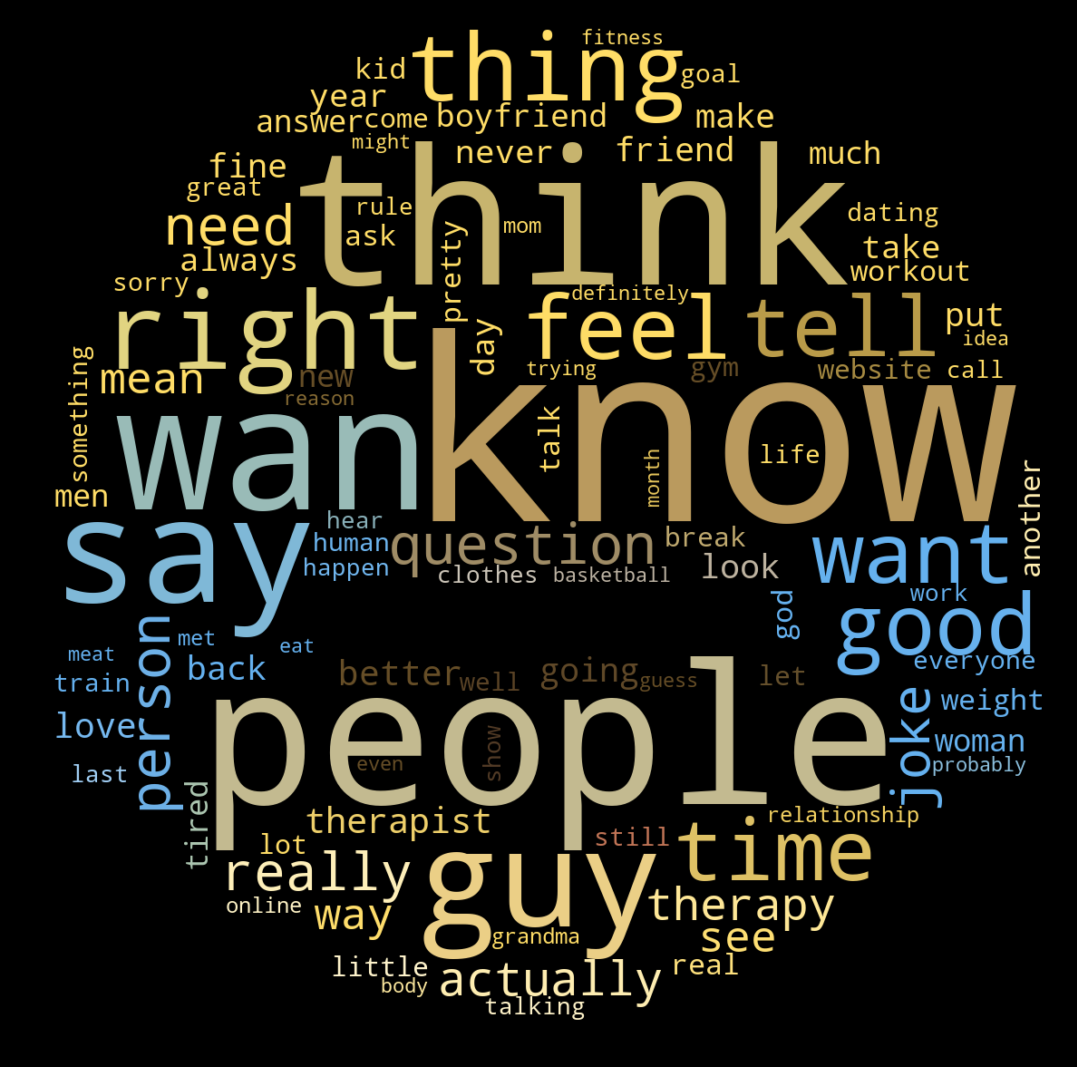 fitness
thing
kid
goal
year
boyfriend
make
answer
come
might
never
friend
much
fine
think
great
rule
dating
need
mom
ask
pretty
take
always
workout
sorry
definitely
right
feel
tell
put
day
idea
something
mean
new
trying
gym
website
call
reason
wan
know
talk
life
month
men
another
say
hear
human
question
break
want
happen
clothes
basketball
look
god
work
good
person
met
eat
meat
back
everyone
train
better
well
going
guess
let
joke
weight
love
people
woman
last
even
show
probably
tired
therapist
relationship
lot
still
time
really
guy
online
way
therapy
grandma
see
little
actually
real
body
talking